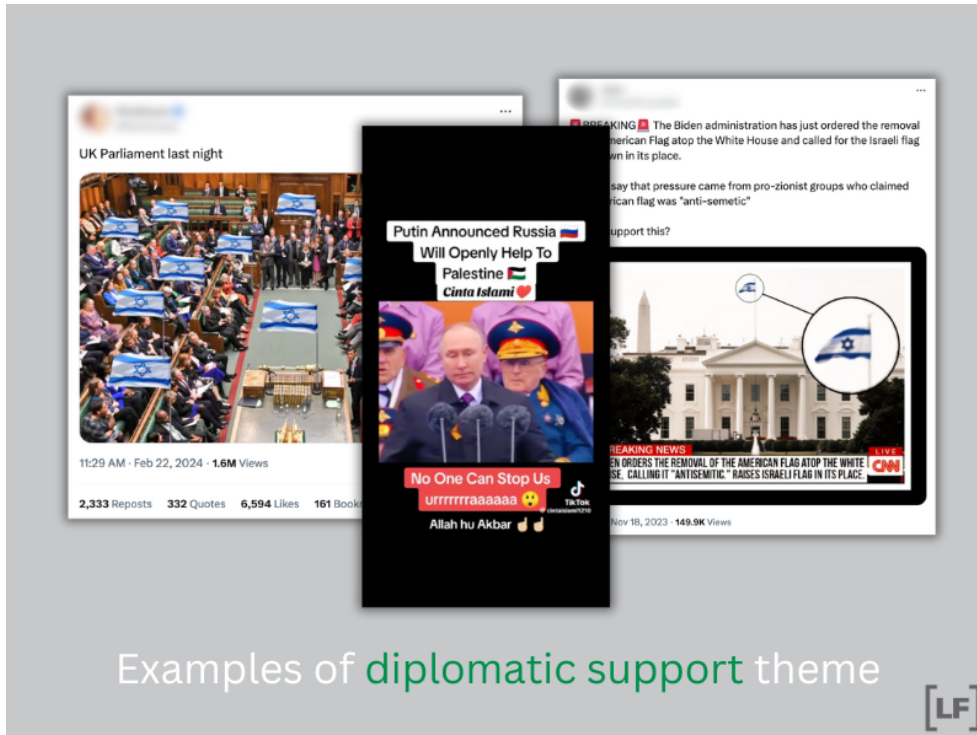 UK Parliament last night
11:29 AM · Feb 22, 2024 · 1.6M Views
2,333 Reposts 332 Quotes 6,594 Likes 161
Putin Announced Russia 🇷🇺
Will Openly Help To
Palestine 🇵🇸
Cinta Islami ❤️
No One Can Stop Us
urrrrrraaaaaa 😲
TikTok
Allah hu Akbar ☝🏻☝🏻
🚨BREAKING🚨 The Biden administration has just ordered the removal
American Flag atop the White House and called for the Israeli flag
in its place.
say that pressure came from pro-zionist groups who claimed
flag was "anti-semetic"
support this?
BREAKING NEWS
LIVE
ORDERS THE REMOVAL OF THE AMERICAN FLAG ATOP THE WHITE
CALLING IT "ANTISEMITIC." RAISES ISRAELI FLAG IN ITS PLACE.
CNN
Nov 18, 2023 · 149.9K Views
Examples of diplomatic support theme
[LF]